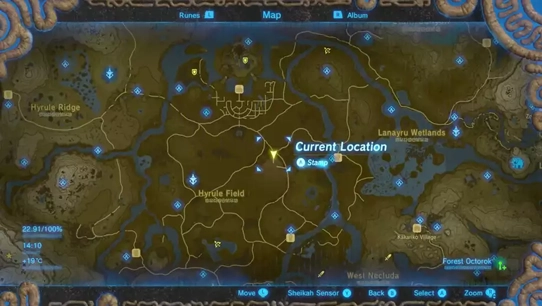 Runes L Map R Album
Hyrule Ridge
Current Location
A Stamp
Lanayru Wetlands
Hyrule Field
Kakariko Village
22.91/100%
14:10
+19°C
Forest Octorok
West Necluda
Move L Sheikah Sensor Y Back B Select A Zoom R